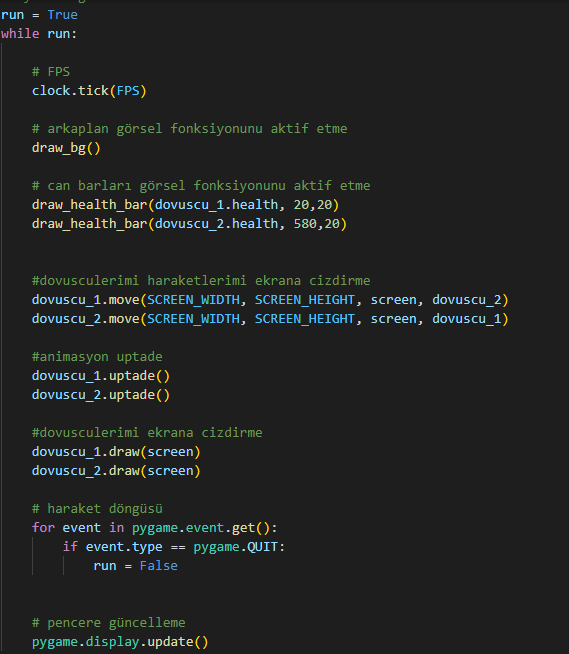 run = True
while run:
# FPS
clock.tick(FPS)
# arkaplan görsel fonksiyonunu aktif etme
draw_bg()
# can barları görsel fonksiyonunu aktif etme
draw_health_bar(dovuscu_1.health, 20,20)
draw_health_bar(dovuscu_2.health, 580,20)
#dovusculerimi haraketlerimi ekrana cizdirme
dovuscu_1.move(SCREEN_WIDTH, SCREEN_HEIGHT, screen, dovuscu_2)
dovuscu_2.move(SCREEN_WIDTH, SCREEN_HEIGHT, screen, dovuscu_1)
#animasyon uptade
dovuscu_1.uptade()
dovuscu_2.uptade()
#dovusculerimi ekrana cizdirme
dovuscu_1.draw(screen)
dovuscu_2.draw(screen)
# haraket döngüsü
for event in pygame.event.get():
if event.type == pygame.QUIT:
run = False
# pencere güncelleme
pygame.display.update()